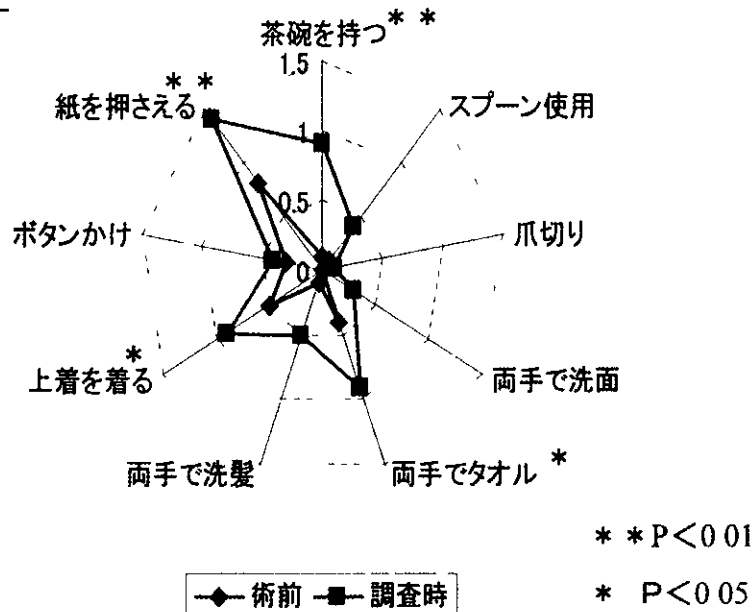 茶碗を持つ**
1.5
紙を押さえる**
スプーン使用
1
0.5
ボタンかけ
爪切り
0
上着を着る*
両手で洗面
両手で洗髪
両手でタオル*
**P<0 01
術前 調査時
* P<0 05